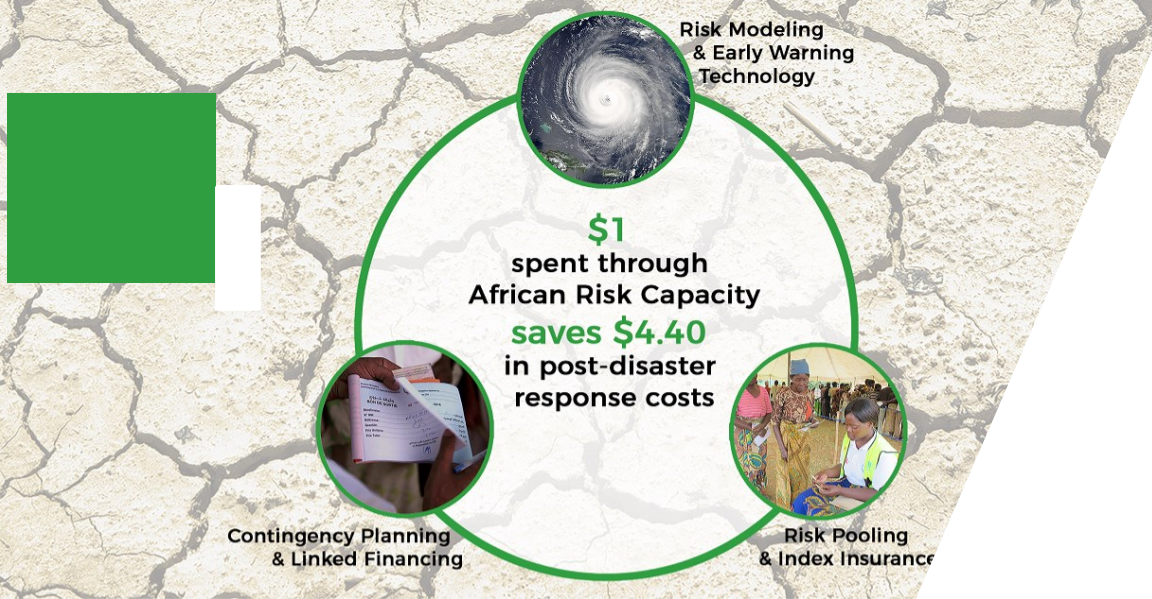 Risk Modeling
& Early Warning
Technology
$1
spent through
African Risk Capacity
saves $4.40
in post-disaster
response costs
Contingency Planning
& Linked Financing
Risk Pooling
& Index Insurance